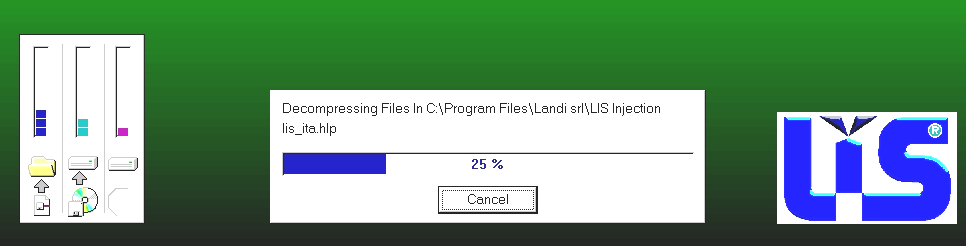 Decompressing Files In C:\Program Files\Landi srl\LIS Injection
lis_ita.hlp
25 %
Cancel
LIS®